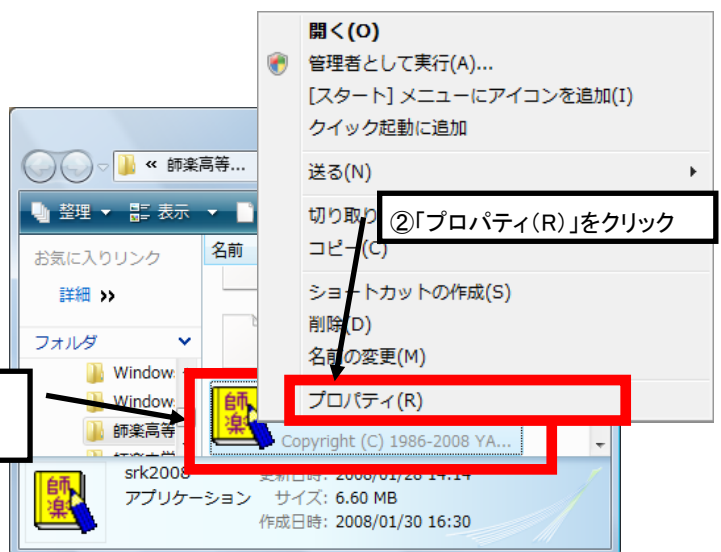 開く(O)
管理者として実行(A)...
[スタート] メニューにアイコンを追加(I)
クイック起動に追加
送る(N)
切り取り
②「プロパティ(R)」をクリック
コピー(C)
ショートカットの作成(S)
削除(D)
名前の変更(M)
プロパティ(R)
« 師楽高等...
整理
表示
お気に入りリンク
名前
詳細 »
フォルダ
Window
Window
師楽高等
師楽
Copyright (C) 1986-2008 YA...
師楽
srk2008
更新日時: 2008/01/28 14:14
アプリケーション
サイズ: 6.60 MB
作成日時: 2008/01/30 16:30